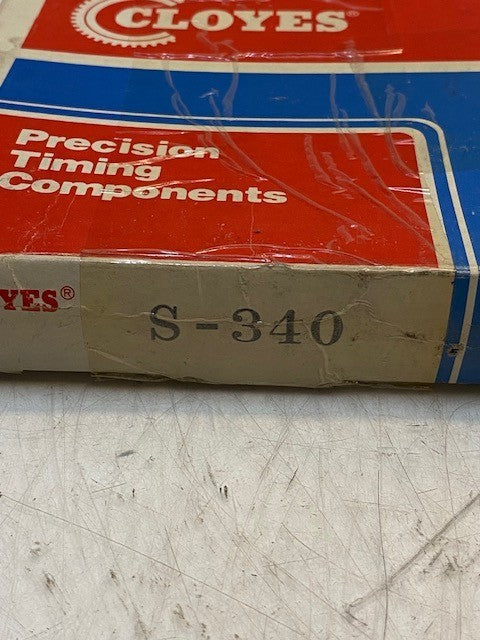 CLOYES®
Precision
Timing
Components
YES®
S-340